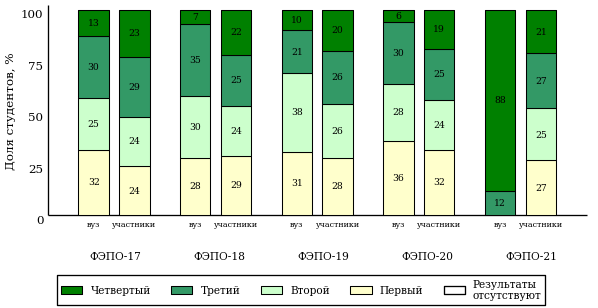 100
75
50
25
0
Доля студентов, %
13 23 7 22 10 20 6 19 88 21
30 29 35 25 21 26 30 25 12 27
25 24 30 24 38 26 28 24 25
32 24 28 29 31 28 36 32 27
вуз участники вуз участники вуз участники вуз участники вуз участники
ФЭПО-17 ФЭПО-18 ФЭПО-19 ФЭПО-20 ФЭПО-21
Четвертый Третий Второй Первый Результаты
отсутствуют